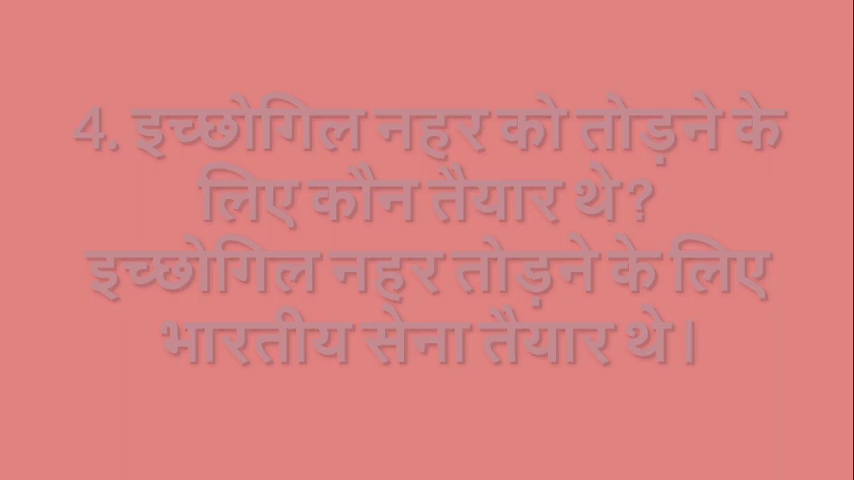 4. इच्छोगिल नहर को तोड़ने के
लिए कौन तैयार थे?
इच्छोगिल नहर तोड़ने के लिए
भारतीय सेना तैयार थे।